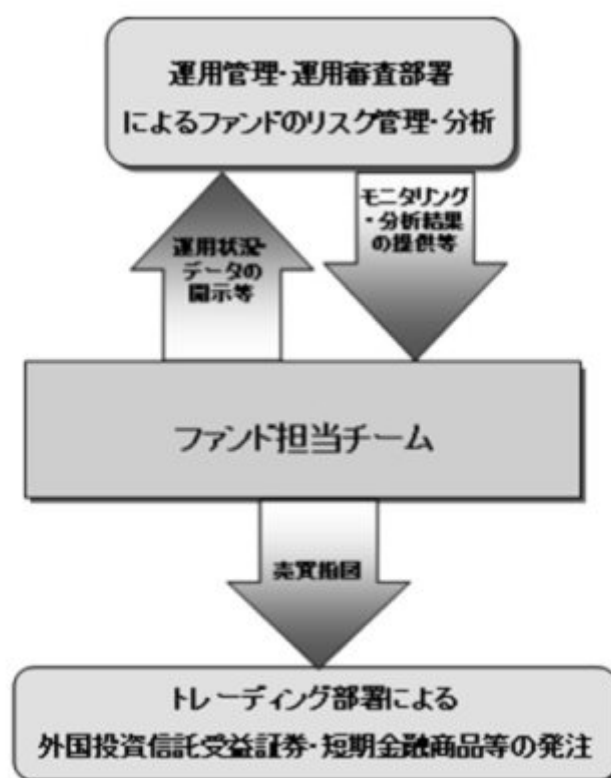 運用管理・運用審査部署
によるファンドのリスク管理・分析
運用状況・
データの
開示等
モニタリング
・分析結果
の提供等
ファンド担当チーム
売買指図
トレーディング部署による
外国投資信託受益証券・短期金融商品等の発注